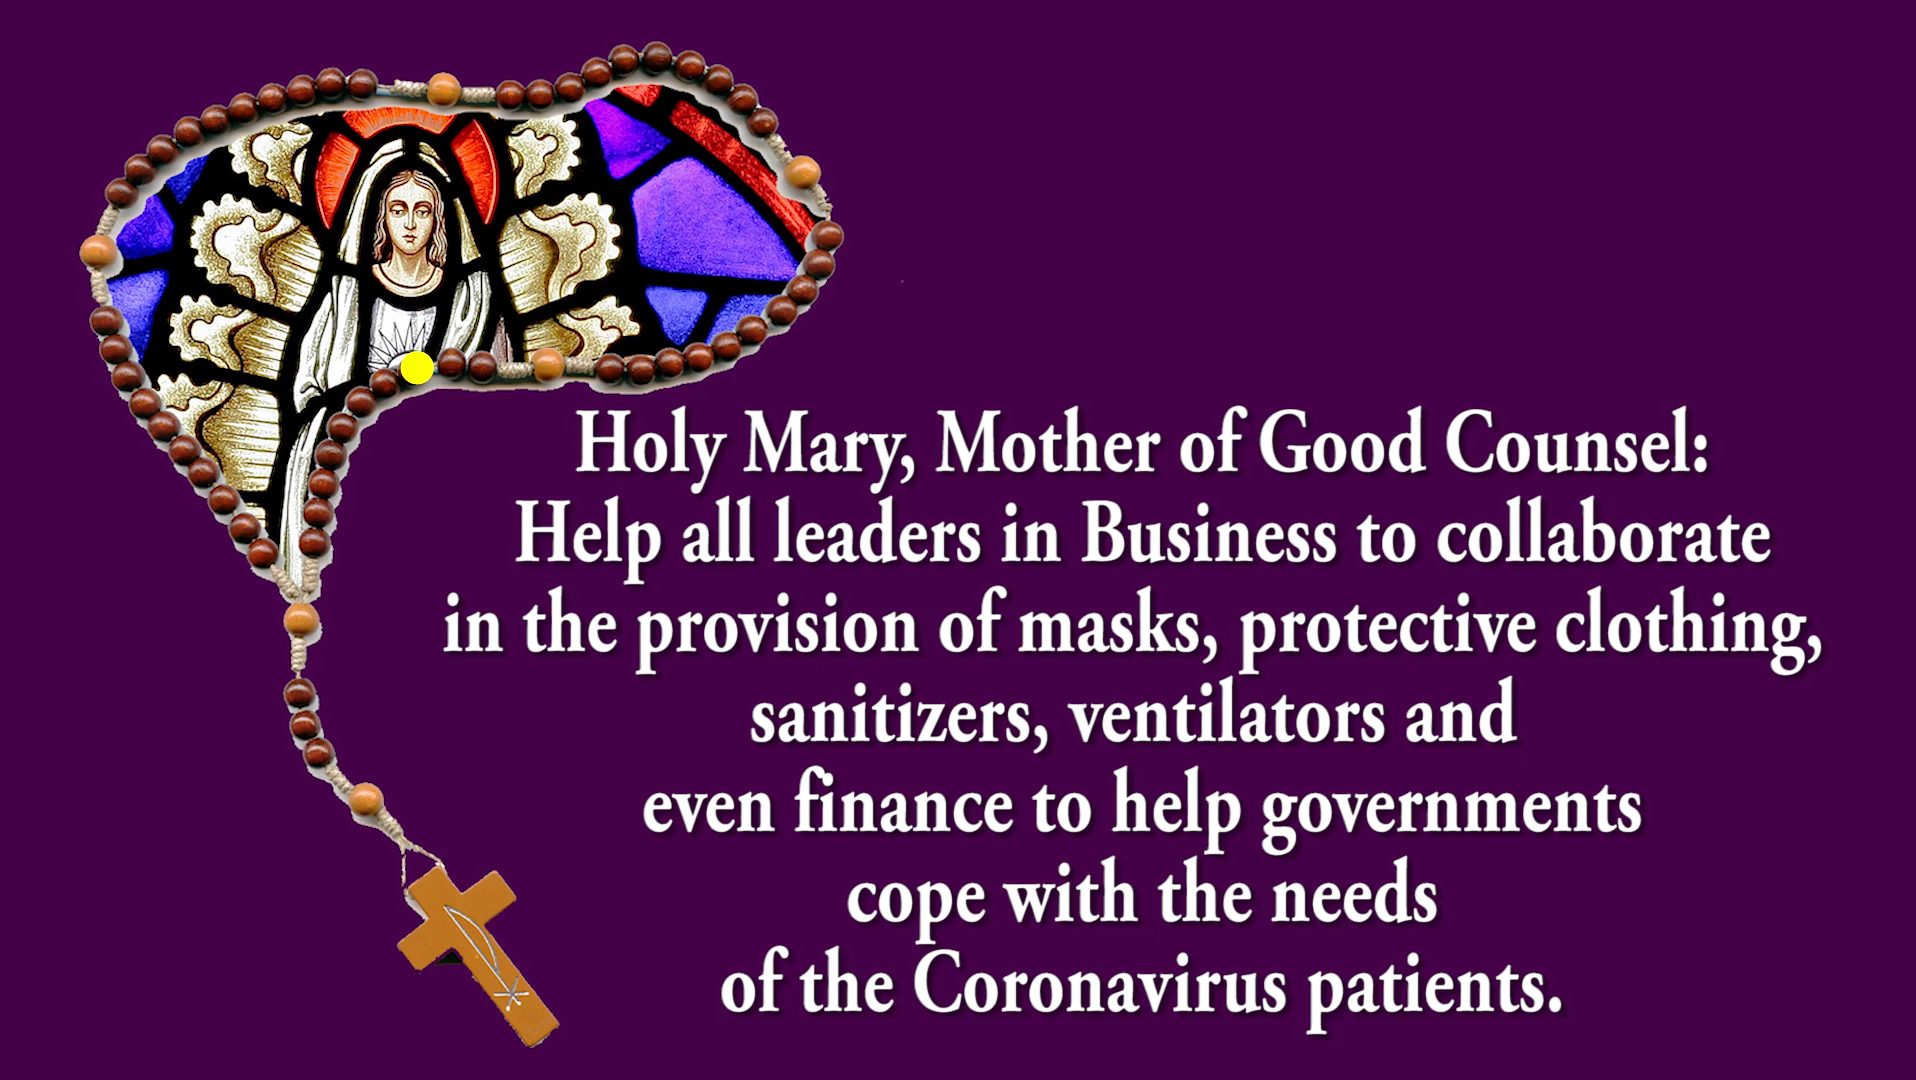 Holy Mary, Mother of Good Counsel:
Help all leaders in Business to collaborate
in the provision of masks, protective clothing,
sanitizers, ventilators and
even finance to help governments
cope with the needs
of the Coronavirus patients.